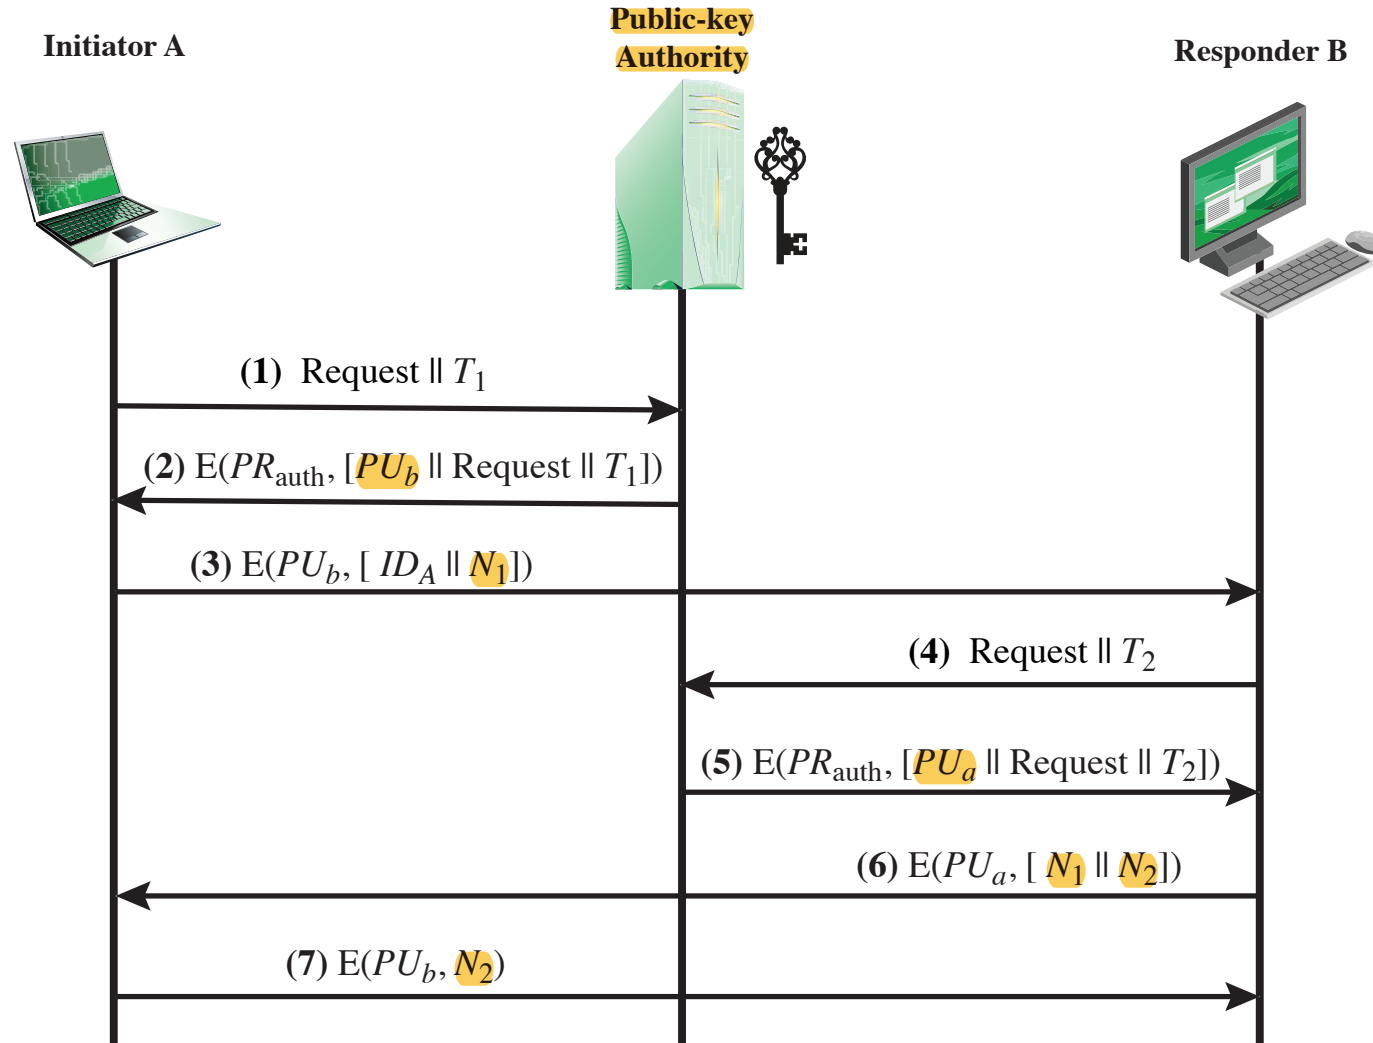 Initiator A
Public-key
Authority
Responder B
(1) Request || T1
(2) E(PRauth, [PUb || Request || T1])
(3) E(PUb, [ IDA || N1])
(4) Request || T2
(5) E(PRauth, [PUa || Request || T2])
(6) E(PUa, [ N1 || N2])
(7) E(PUb, N2)